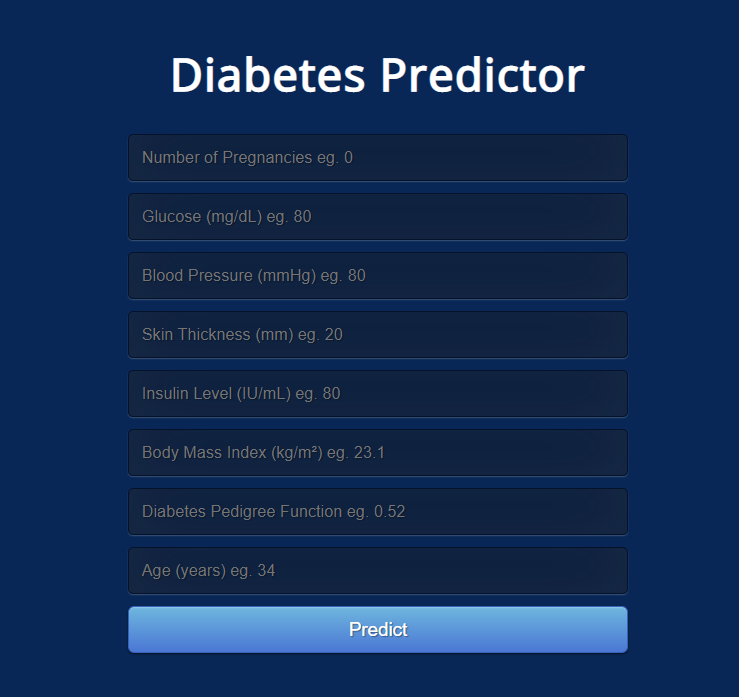 Diabetes Predictor
Number of Pregnancies eg. 0
Glucose (mg/dL) eg. 80
Blood Pressure (mmHg) eg. 80
Skin Thickness (mm) eg. 20
Insulin Level (IU/mL) eg. 80
Body Mass Index (kg/m²) eg. 23.1
Diabetes Pedigree Function eg. 0.52
Age (years) eg. 34
Predict